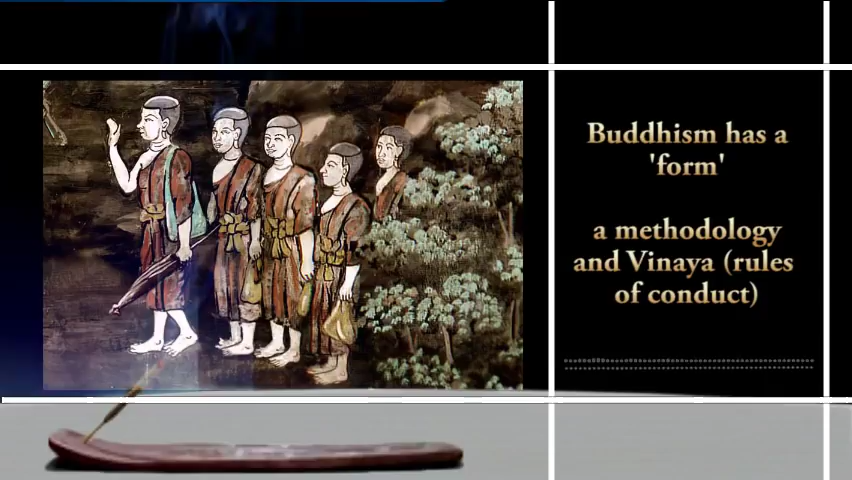 Buddhism has a
'form'
a methodology
and Vinaya (rules
of conduct)